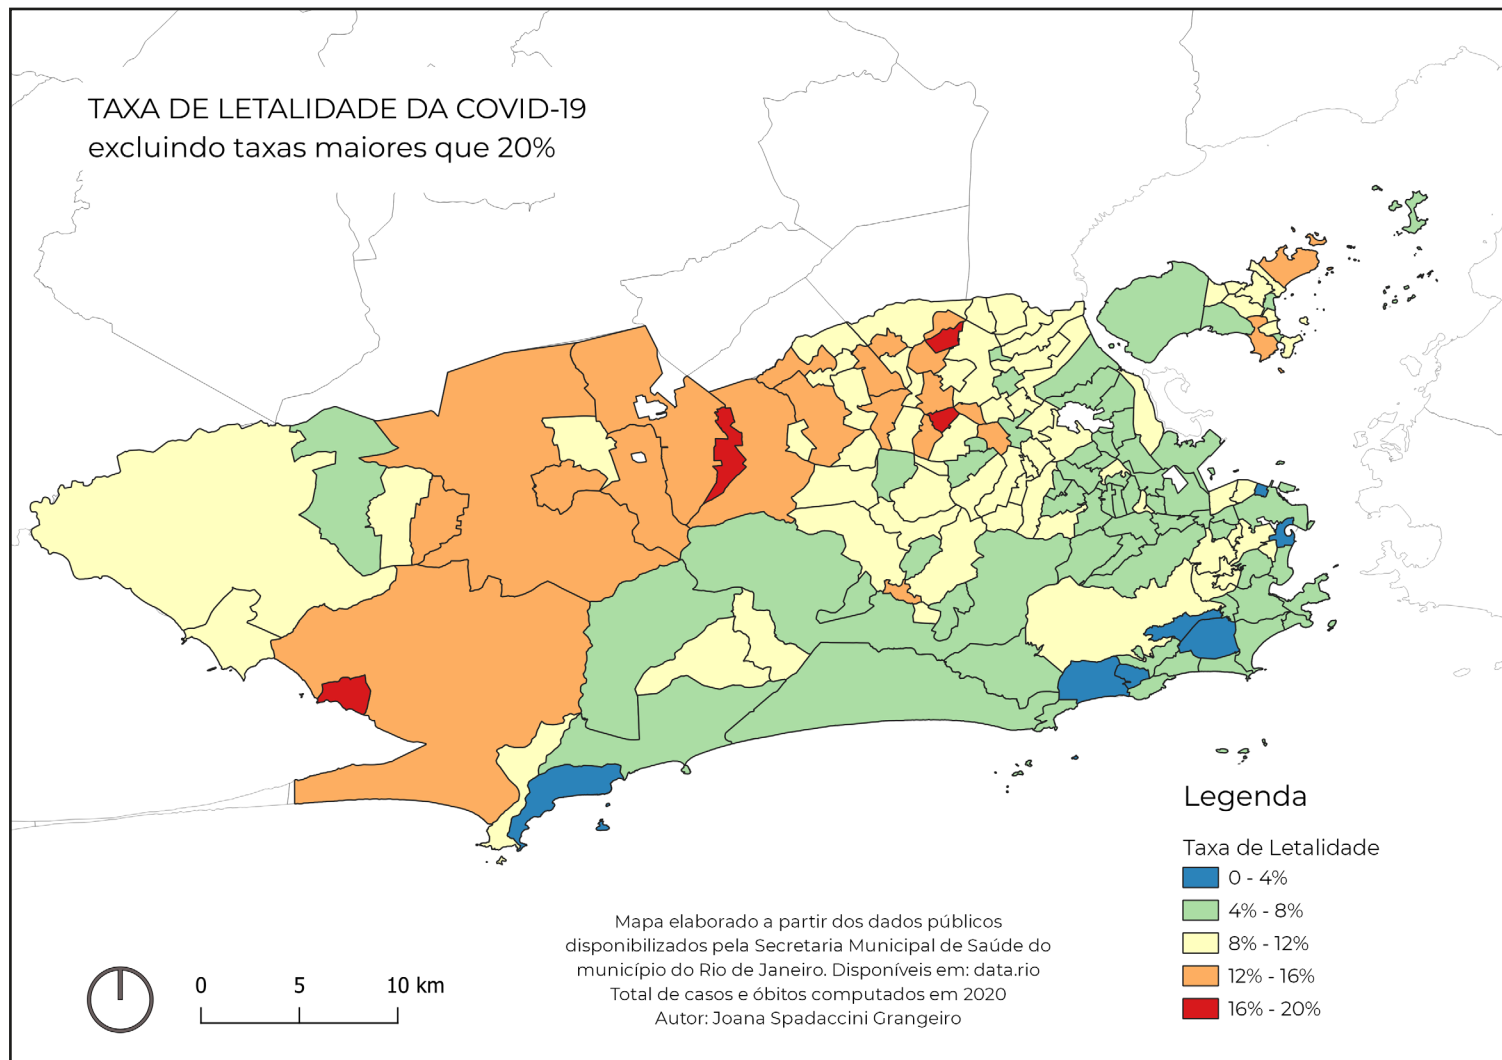 TAXA DE LETALIDADE DA COVID-19
excluindo taxas maiores que 20%
Legenda
Taxa de Letalidade
0 - 4%
4% - 8%
8% - 12%
12% - 16%
16% - 20%
Mapa elaborado a partir dos dados públicos
disponibilizados pela Secretaria Municipal de Saúde do
município do Rio de Janeiro. Disponíveis em: data.rio
Total de casos e óbitos computados em 2020
Autor: Joana Spadaccini Grangeiro
0 5 10 km